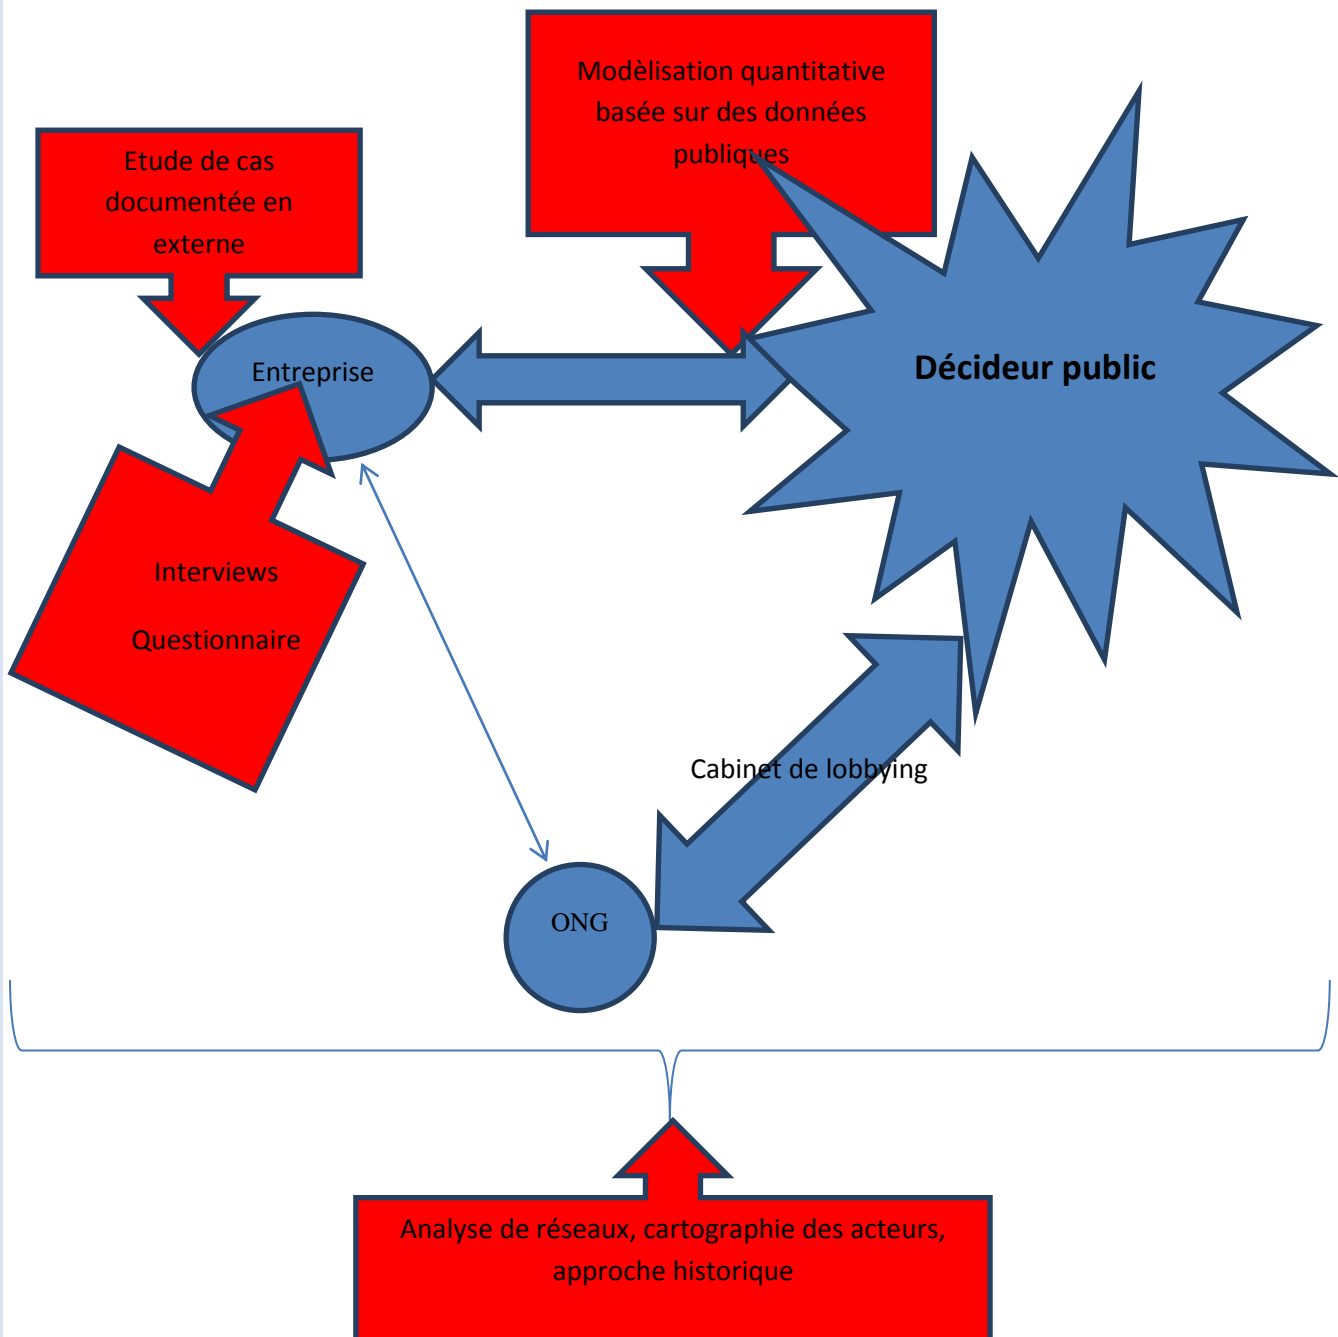 Modèlisation quantitative
basée sur des données
publiques
Etude de cas
documentée en
externe
Entreprise
Décideur public
Interviews
Questionnaire
Cabinet de lobbying
ONG
Analyse de réseaux, cartographie des acteurs,
approche historique